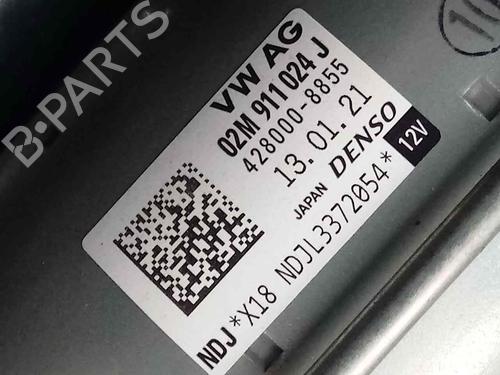 B-PARTS
VW AG
02M 911 024 J
428000-8855
13.01.21
JAPAN DENSO 12V
NDJ*X18 NDJL3372054*